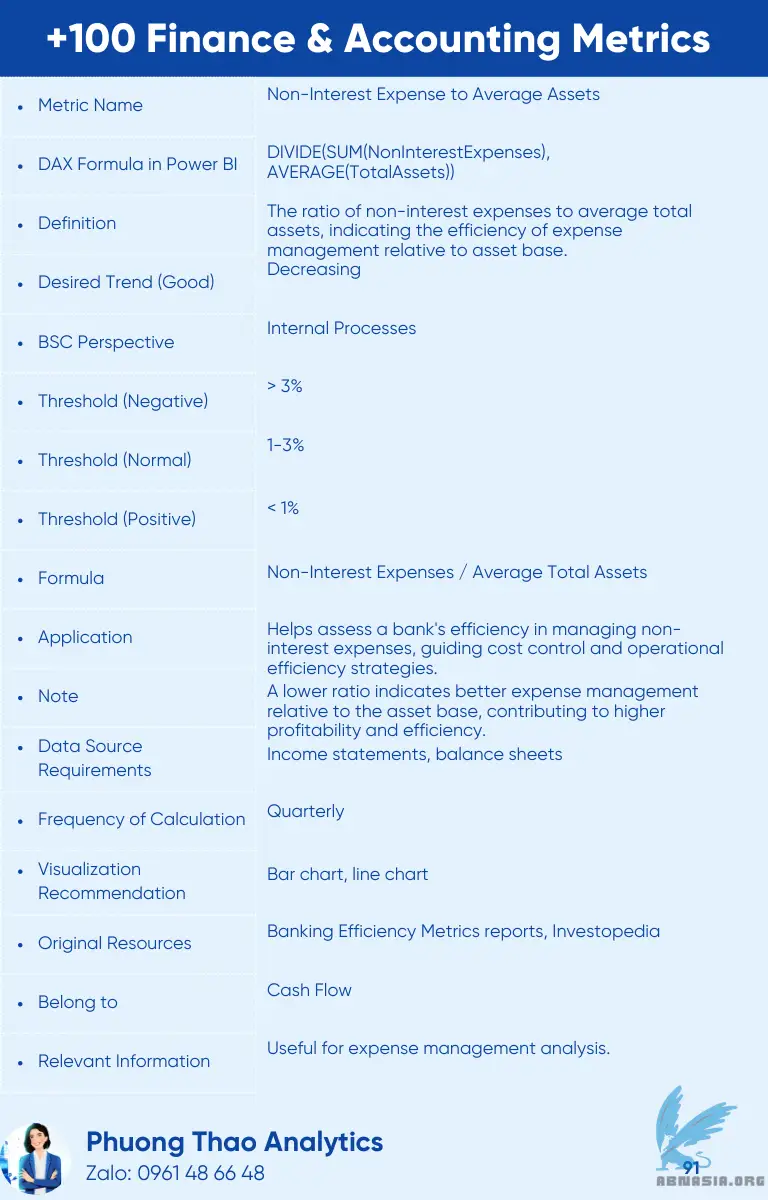 +100 Finance & Accounting Metrics
• Metric Name
Non-Interest Expense to Average Assets
• DAX Formula in Power BI
DIVIDE(SUM(NonInterestExpenses),
AVERAGE(TotalAssets))
• Definition
The ratio of non-interest expenses to average total
assets, indicating the efficiency of expense
management relative to asset base.
• Desired Trend (Good)
Decreasing
• BSC Perspective
Internal Processes
• Threshold (Negative)
> 3%
• Threshold (Normal)
1-3%
• Threshold (Positive)
< 1%
• Formula
Non-Interest Expenses / Average Total Assets
• Application
Helps assess a bank's efficiency in managing non-
interest expenses, guiding cost control and operational
efficiency strategies.
• Note
A lower ratio indicates better expense management
relative to the asset base, contributing to higher
profitability and efficiency.
• Data Source
Requirements
Income statements, balance sheets
• Frequency of Calculation
Quarterly
• Visualization
Recommendation
Bar chart, line chart
• Original Resources
Banking Efficiency Metrics reports, Investopedia
• Belong to
Cash Flow
• Relevant Information
Useful for expense management analysis.
Phuong Thao Analytics
Zalo: 0961 48 66 48
91
ABNASIA.ORG